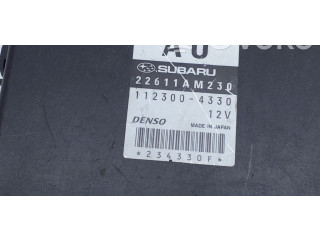 AU
SUBARU
22611AM230
112300-4330
12V
DENSO MADE IN JAPAN
*234330F*